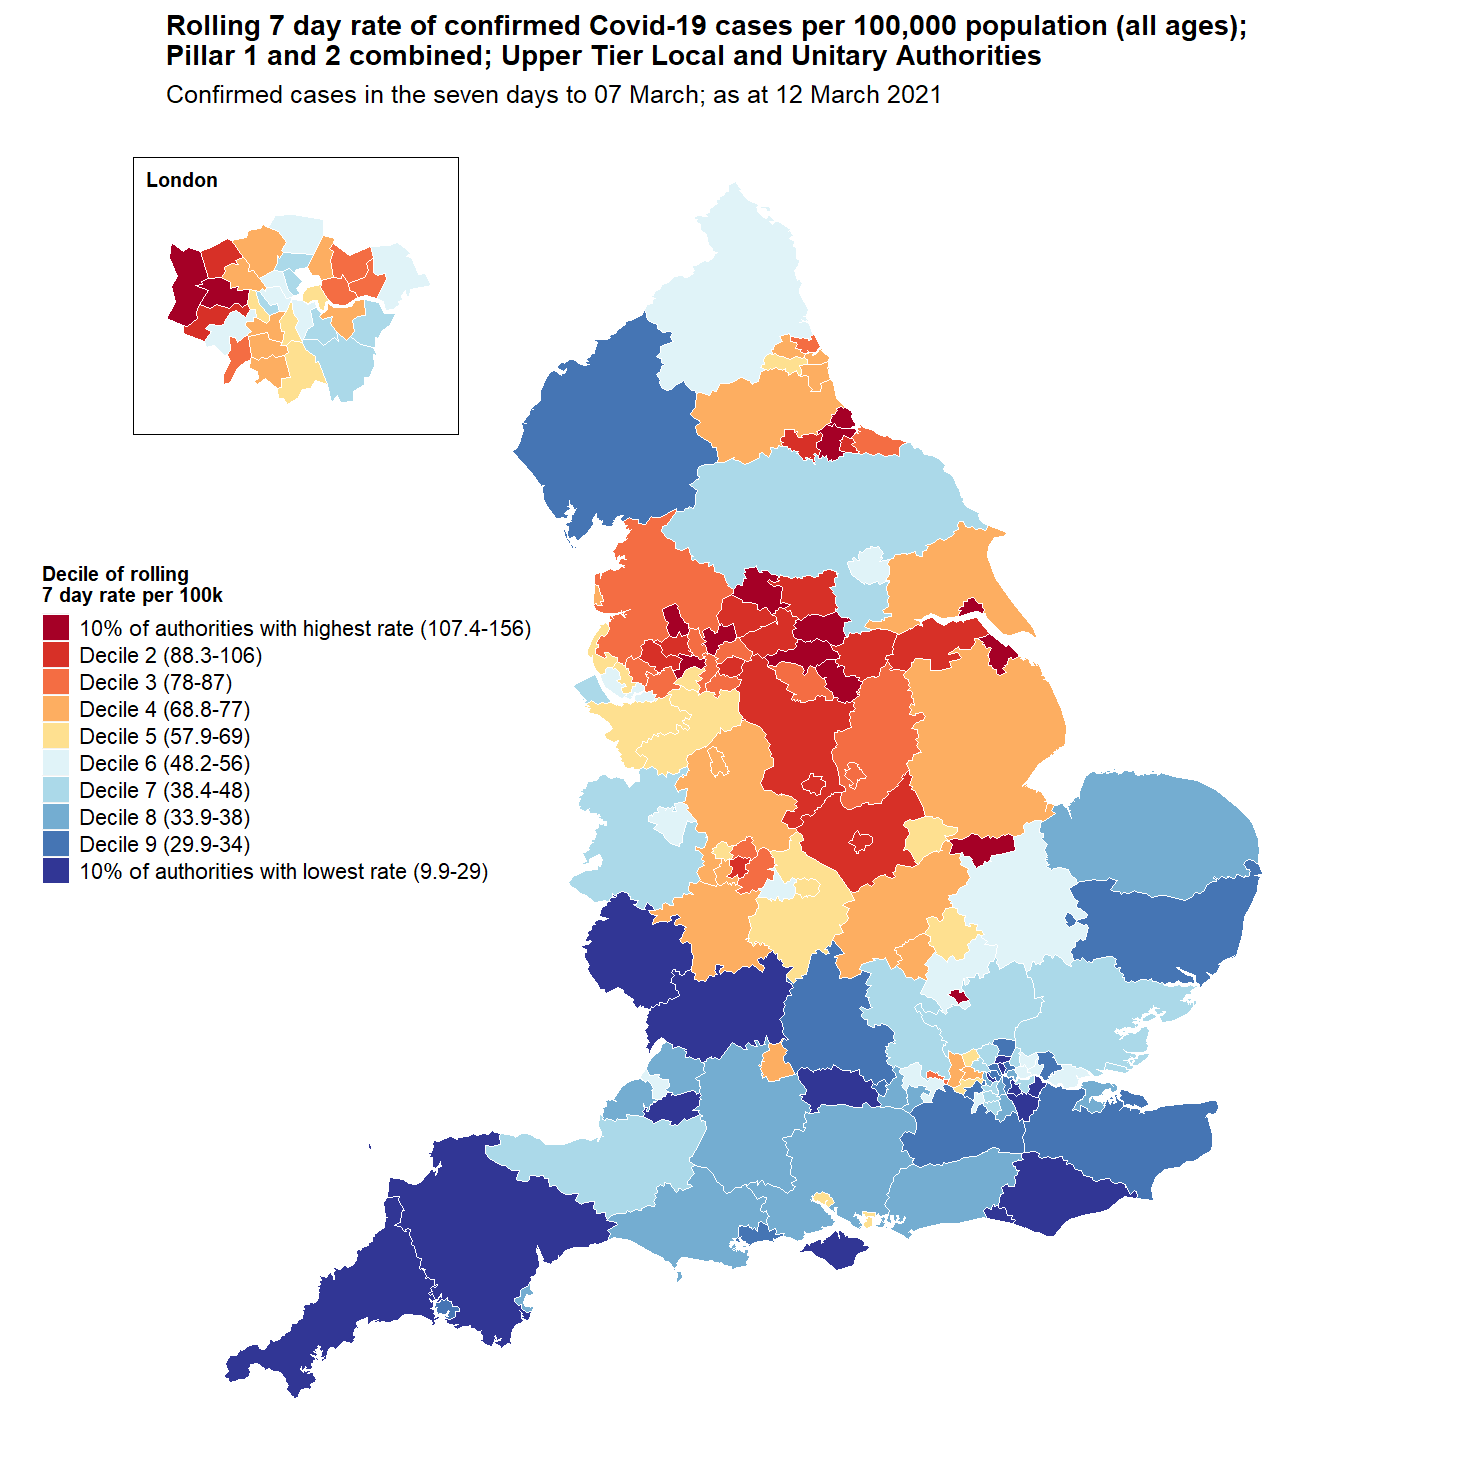 Rolling 7 day rate of confirmed Covid-19 cases per 100,000 population (all ages);
Pillar 1 and 2 combined; Upper Tier Local and Unitary Authorities
Confirmed cases in the seven days to 07 March; as at 12 March 2021
London
Decile of rolling
7 day rate per 100k
10% of authorities with highest rate (107.4-156)
Decile 2 (88.3-106)
Decile 3 (78-87)
Decile 4 (68.8-77)
Decile 5 (57.9-69)
Decile 6 (48.2-56)
Decile 7 (38.4-48)
Decile 8 (33.9-38)
Decile 9 (29.9-34)
10% of authorities with lowest rate (9.9-29)